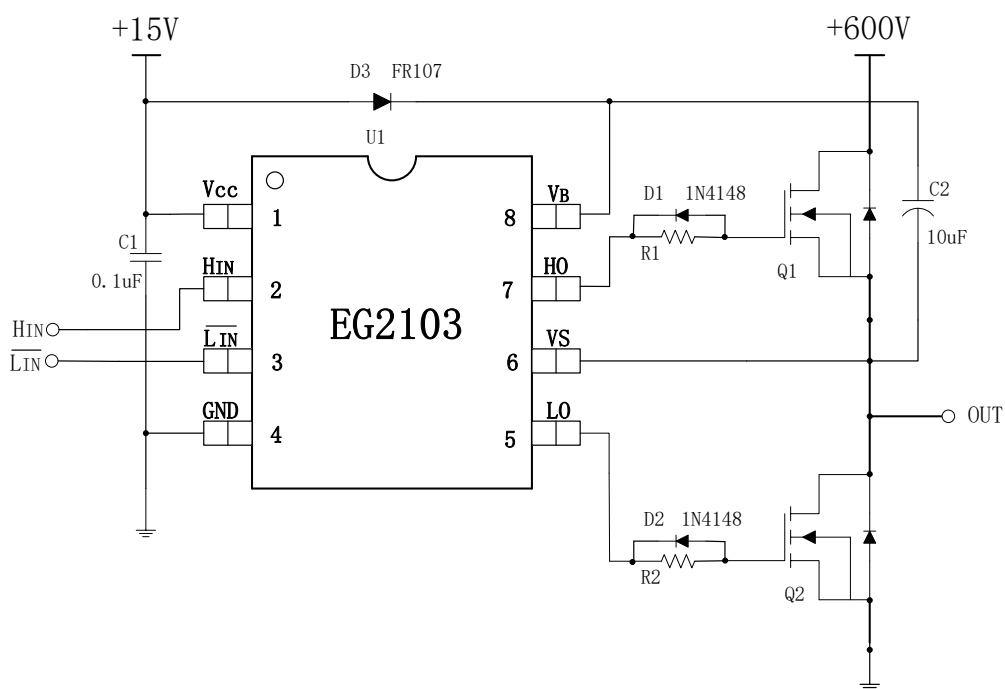 +15V
+600V
D3 FR107
U1
Vcc
1
C1
0.1uF
HIN
2
HIN
LIN
3
LIN
GND
4
EG2103
VB
8
HO
7
VS
6
LO
5
D1 1N4148
R1
Q1
C2
10uF
OUT
D2 1N4148
R2
Q2